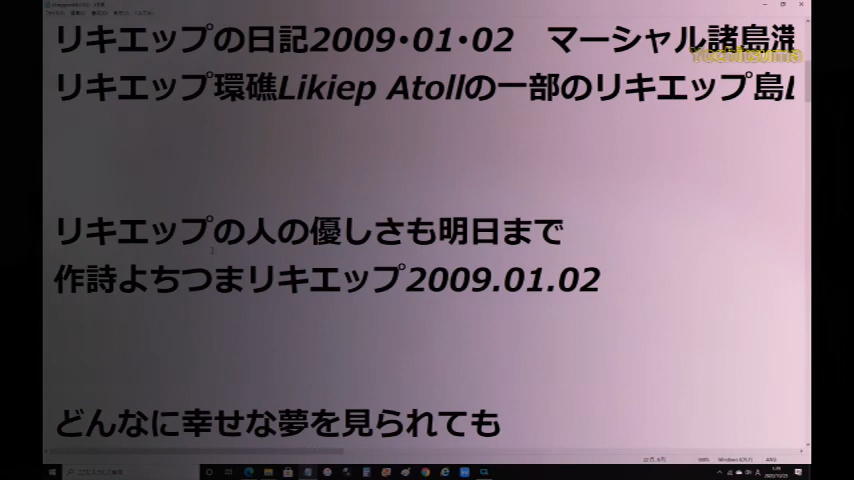 リキエップの日記2009･01･02　マーシャル諸島滞
Yochitsuma
リキエップ環礁Likiep Atollの一部のリキエップ島L
リキエップの人の優しさも明日まで
作詩よちつまリキエップ2009.01.02
どんなに幸せな夢を見られても